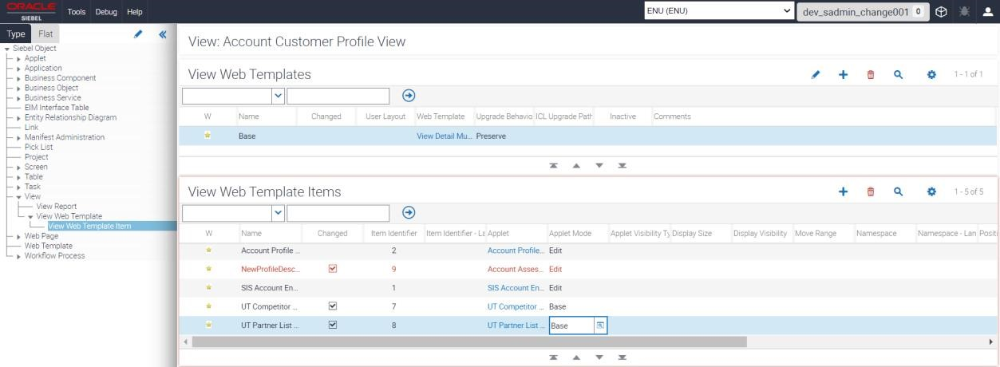 ORACLE
SIEBEL
Tools Debug Help
ENU (ENU)
dev_sadmin_change001 0
Type Flat
Siebel Object
Applet
Application
Business Component
Business Object
Business Service
EIM Interface Table
Entity Relationship Diagram
Link
Manifest Administration
Pick List
Project
Screen
Table
Task
View
View Report
View Web Template
View Web Template Item
Web Page
Web Template
Workflow Process
View: Account Customer Profile View
View Web Templates
1 - 1 of 1
W Name Changed User Layout Web Template Upgrade Behavio ICL Upgrade Path Inactive Comments
Base View Detail Mu... Preserve
View Web Template Items
1 - 5 of 5
W Name Changed Item Identifier Item Identifier - La Applet Applet Mode Applet Visibility Ty Display Size Display Visibility Move Range Namespace Namespace - Lan Positi
Account Profile ... 2 Account Profile... Edit
NewProfileDesc... 9 Account Asses... Edit
SIS Account En... 1 SIS Account En... Edit
UT Competitor ... 7 UT Competitor ... Base
UT Partner List ... 8 UT Partner List ... Base